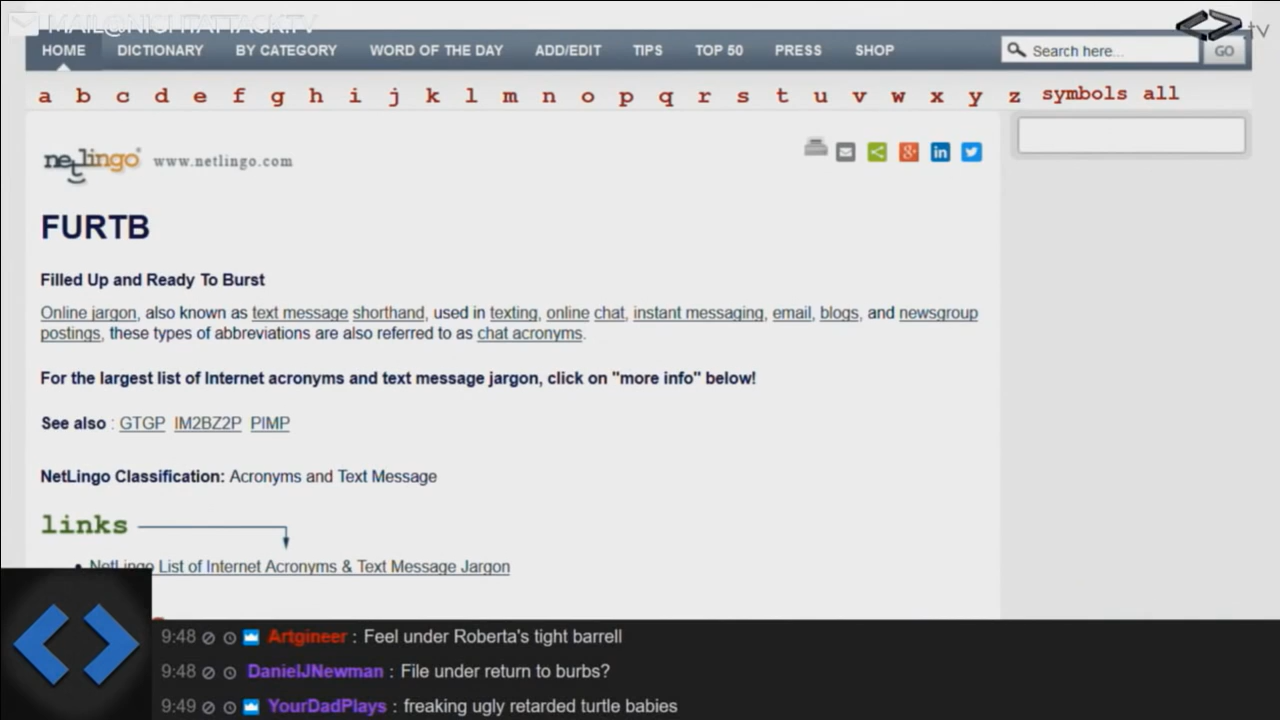 MAIL@NIGHTATTACK.TV
.tv
HOME DICTIONARY BY CATEGORY WORD OF THE DAY ADD/EDIT TIPS TOP 50 PRESS SHOP Search here... GO
a b c d e f g h i j k l m n o p q r s t u v w x y z symbols all
netlingo® www.netlingo.com
FURTB
Filled Up and Ready To Burst
Online jargon, also known as text message shorthand, used in texting, online chat, instant messaging, email, blogs, and newsgroup
postings, these types of abbreviations are also referred to as chat acronyms.
For the largest list of Internet acronyms and text message jargon, click on "more info" below!
See also : GTGP IM2BZ2P PIMP
NetLingo Classification: Acronyms and Text Message
links
• NetLingo List of Internet Acronyms & Text Message Jargon
9:48 Artgineer : Feel under Roberta's tight barrell
9:48 DanielJNewman : File under return to burbs?
9:49 YourDadPlays : freaking ugly retarded turtle babies